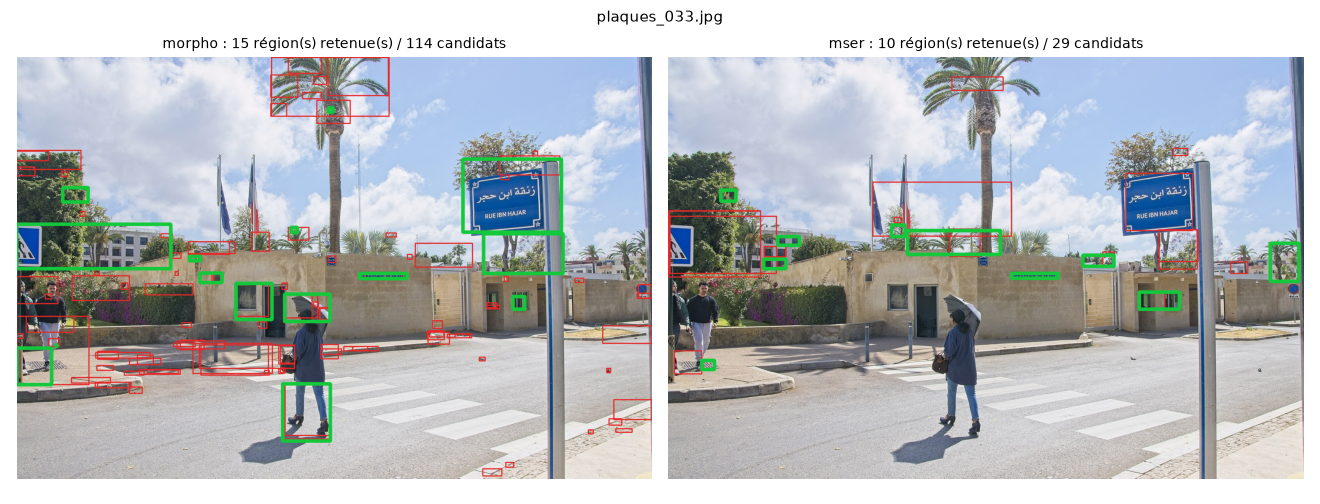 plaques_033.jpg
morpho : 15 région(s) retenue(s) / 114 candidats
mser : 10 région(s) retenue(s) / 29 candidats
زنقة ابن حجر
RUE IBN HAJAR
زنقة ابن حجر
RUE IBN HAJAR